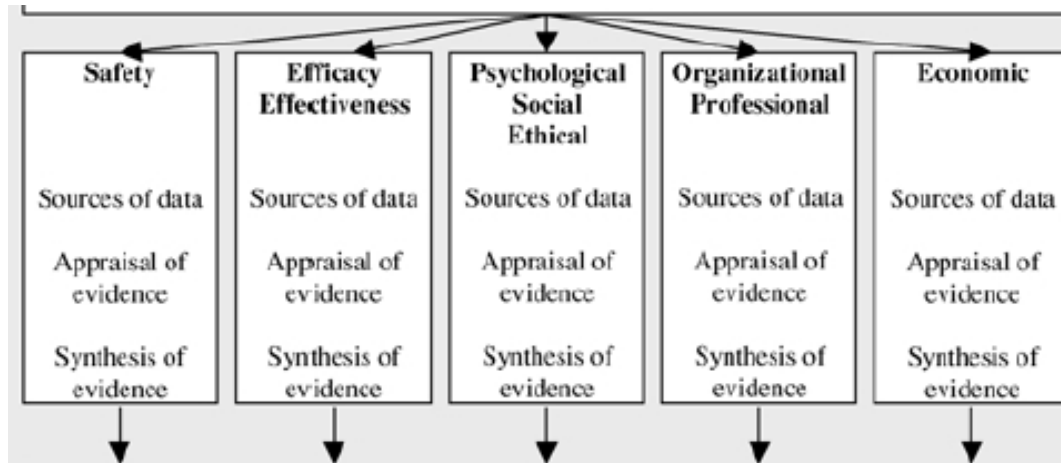 Safety
Sources of data
Appraisal of
evidence
Synthesis of
evidence
Efficacy
Effectiveness
Sources of data
Appraisal of
evidence
Synthesis of
evidence
Psychological
Social
Ethical
Sources of data
Appraisal of
evidence
Synthesis of
evidence
Organizational
Professional
Sources of data
Appraisal of
evidence
Synthesis of
evidence
Economic
Sources of data
Appraisal of
evidence
Synthesis of
evidence